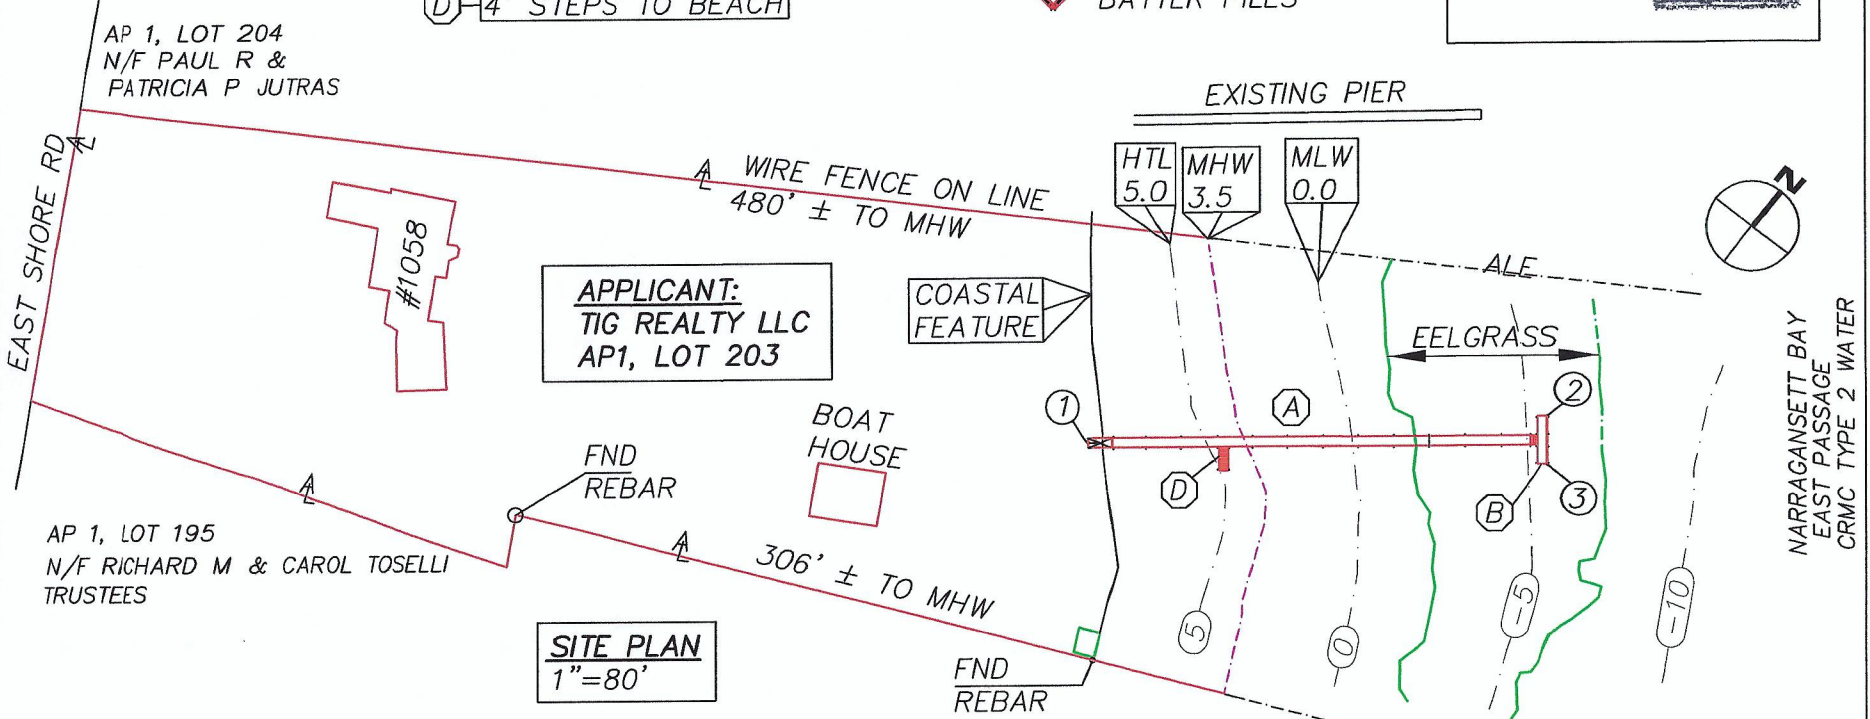 D 4' STEPS TO BEACH
BATTER PILES
AP 1, LOT 204
N/F PAUL R &
PATRICIA P JUTRAS
EXISTING PIER
EAST SHORE RD
WIRE FENCE ON LINE
480' ± TO MHW
HTL
5.0
MHW
3.5
MLW
0.0
N
#1058
APPLICANT:
TIG REALTY LLC
AP1, LOT 203
COASTAL
FEATURE
ALE
EELGRASS
NARRAGANSETT BAY
EAST PASSAGE
CRMC TYPE 2 WATER
1
A
2
BOAT
HOUSE
FND
REBAR
D
B
3
AP 1, LOT 195
N/F RICHARD M & CAROL TOSELLI
TRUSTEES
306' ± TO MHW
5
0
-5
-10
SITE PLAN
1"=80'
FND
REBAR